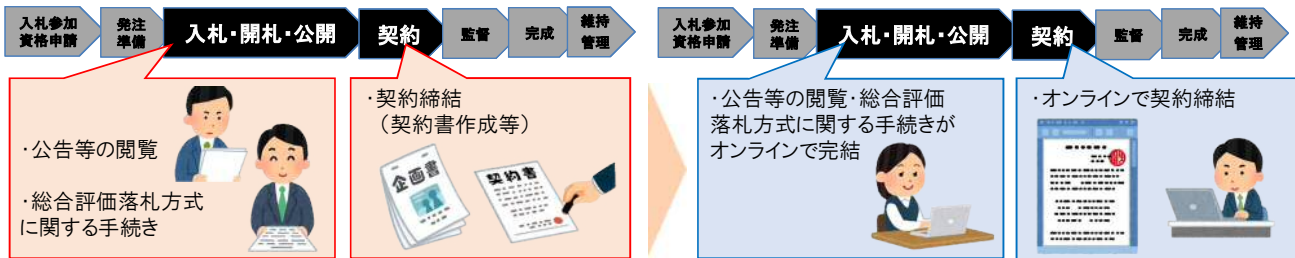 入札参加
資格申請
発注
準備
入札・開札・公開
契約
監督
完成
維持
管理
・公告等の閲覧
・総合評価落札方式
に関する手続き
・契約締結
（契約書作成等）
企画書
契約書
入札参加
資格申請
発注
準備
入札・開札・公開
契約
監督
完成
維持
管理
・公告等の閲覧・総合評価
落札方式に関する手続きが
オンラインで完結
・オンラインで契約締結